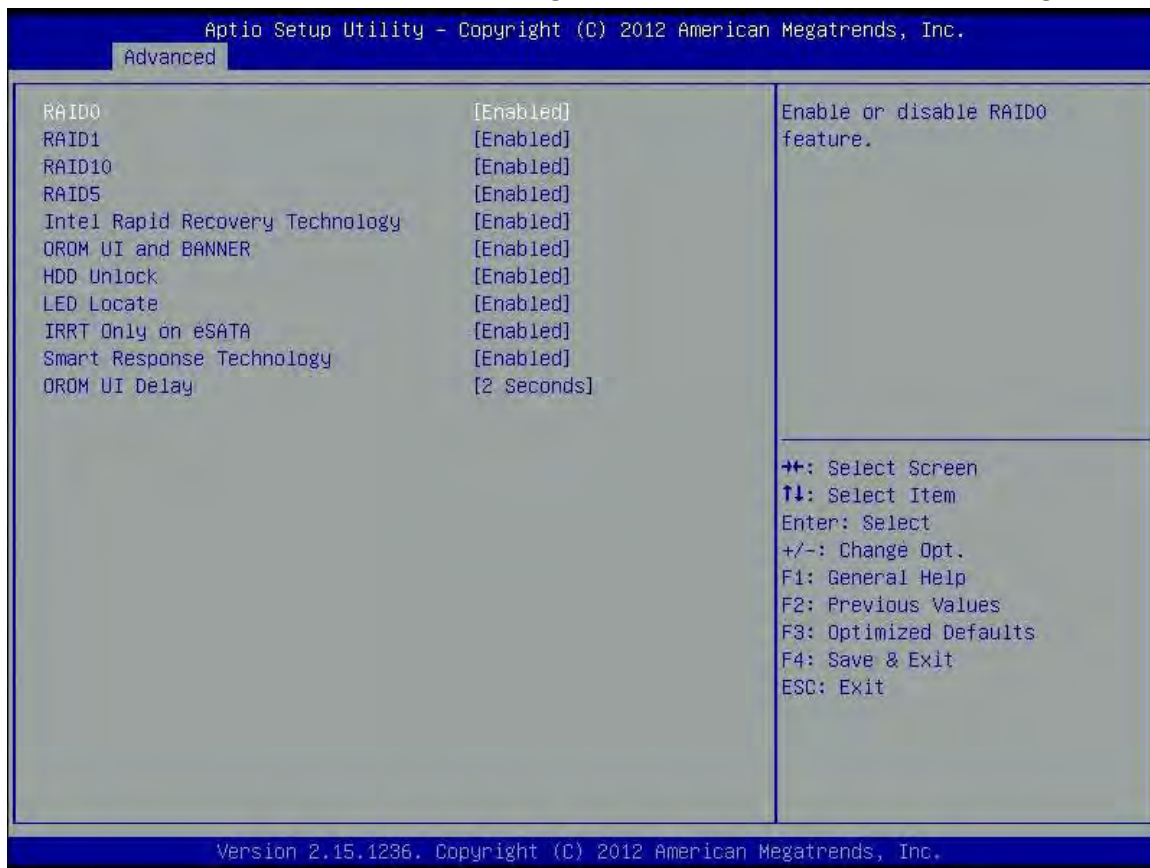 Aptio Setup Utility – Copyright (C) 2012 American Megatrends, Inc.
Advanced
RAID0 [Enabled]
RAID1 [Enabled]
RAID10 [Enabled]
RAID5 [Enabled]
Intel Rapid Recovery Technology [Enabled]
OROM UI and BANNER [Enabled]
HDD Unlock [Enabled]
LED Locate [Enabled]
IRRT Only on eSATA [Enabled]
Smart Response Technology [Enabled]
OROM UI Delay [2 Seconds]
Enable or disable RAID0
feature.
→←: Select Screen
↑↓: Select Item
Enter: Select
+/-: Change Opt.
F1: General Help
F2: Previous Values
F3: Optimized Defaults
F4: Save & Exit
ESC: Exit
Version 2.15.1236. Copyright (C) 2012 American Megatrends, Inc.